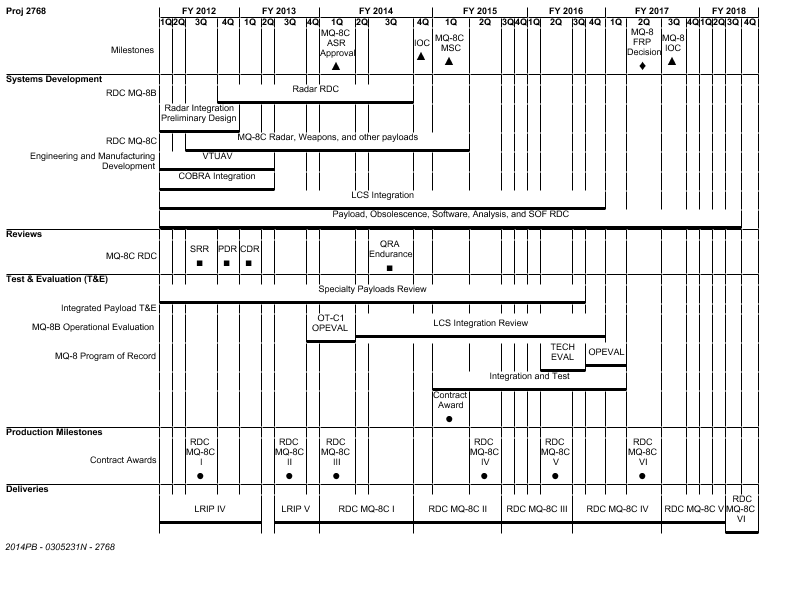 Proj 2768
FY 2012 FY 2013 FY 2014 FY 2015 FY 2016 FY 2017 FY 2018
1Q 2Q 3Q 4Q 1Q 2Q 3Q 4Q 1Q 2Q 3Q 4Q 1Q 2Q 3Q 4Q 1Q 2Q 3Q 4Q 1Q 2Q 3Q 4Q 1Q 2Q 3Q 4Q
Milestones
MQ-8C
ASR
Approval
IOC
MQ-8C
MSC
MQ-8
FRP
Decision
MQ-8
IOC
Systems Development
RDC MQ-8B
Radar RDC
Radar Integration
Preliminary Design
RDC MQ-8C
MQ-8C Radar, Weapons, and other payloads
Engineering and Manufacturing
Development
VTUAV
COBRA Integration
LCS Integration
Payload, Obsolescence, Software, Analysis, and SOF RDC
Reviews
MQ-8C RDC
SRR
PDR
CDR
QRA
Endurance
Test & Evaluation (T&E)
Specialty Payloads Review
Integrated Payload T&E
MQ-8B Operational Evaluation
OT-C1
OPEVAL
LCS Integration Review
MQ-8 Program of Record
TECH
EVAL
OPEVAL
Integration and Test
Contract
Award
Production Milestones
Contract Awards
RDC
MQ-8C
I
RDC
MQ-8C
II
RDC
MQ-8C
III
RDC
MQ-8C
IV
RDC
MQ-8C
V
RDC
MQ-8C
VI
Deliveries
LRIP IV
LRIP V
RDC MQ-8C I
RDC MQ-8C II
RDC MQ-8C III
RDC MQ-8C IV
RDC MQ-8C V
RDC
MQ-8C
VI
2014PB - 0305231N - 2768